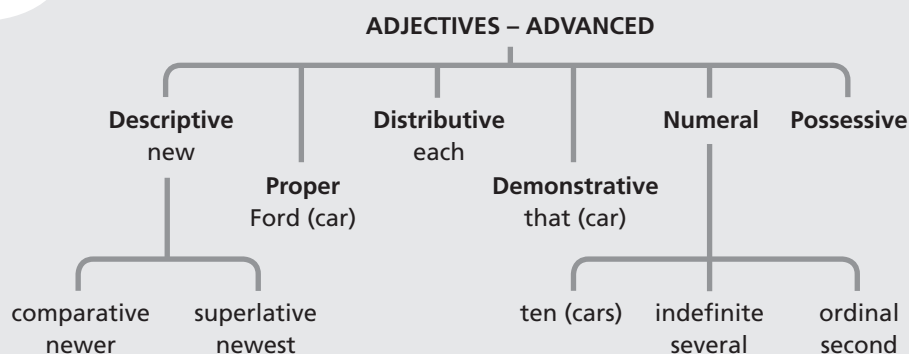 ADJECTIVES – ADVANCED
Descriptive
new
Proper
Ford (car)
Distributive
each
Demonstrative
that (car)
Numeral
Possessive
comparative
newer
superlative
newest
ten (cars)
indefinite
several
ordinal
second